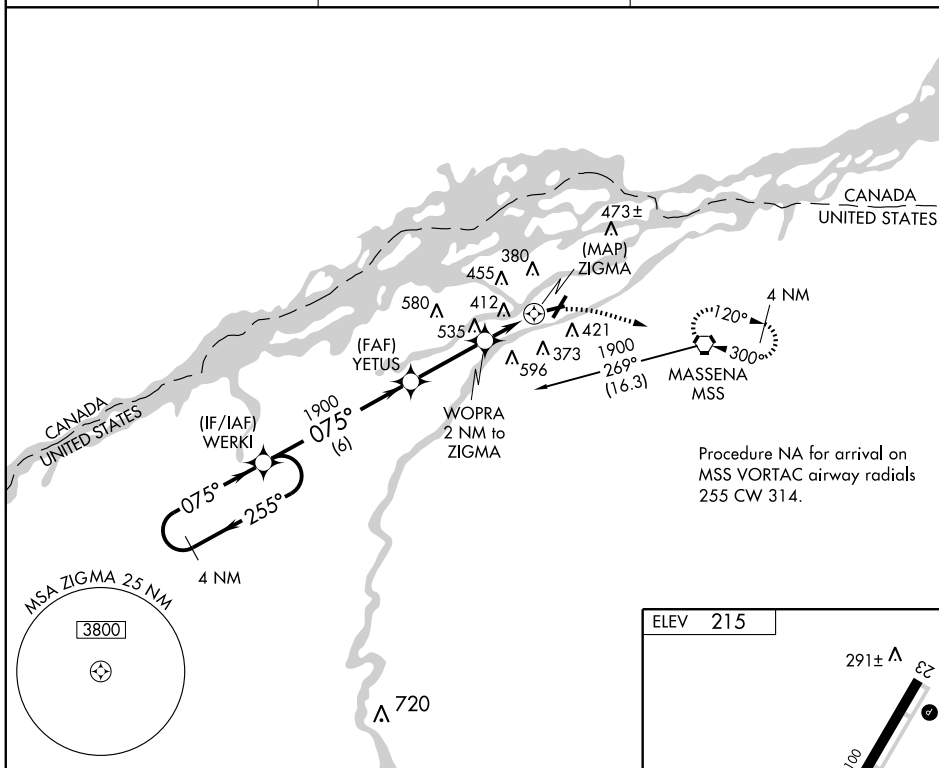 CANADA
UNITED STATES
473±
(MAP)
ZIGMA
380
455
412
580
535
4 NM
120°
300°
421
1900
269°
(16.3)
373
596
MASSENA
MSS
(FAF)
YETUS
WOPRA
2 NM to
ZIGMA
1900
075°
(6)
(IF/IAF)
WERKI
CANADA
UNITED STATES
075°
255°
4 NM
Procedure NA for arrival on
MSS VORTAC airway radials
255 CW 314.
MSA ZIGMA 25 NM
3800
720
ELEV 215
291±
23
P
100